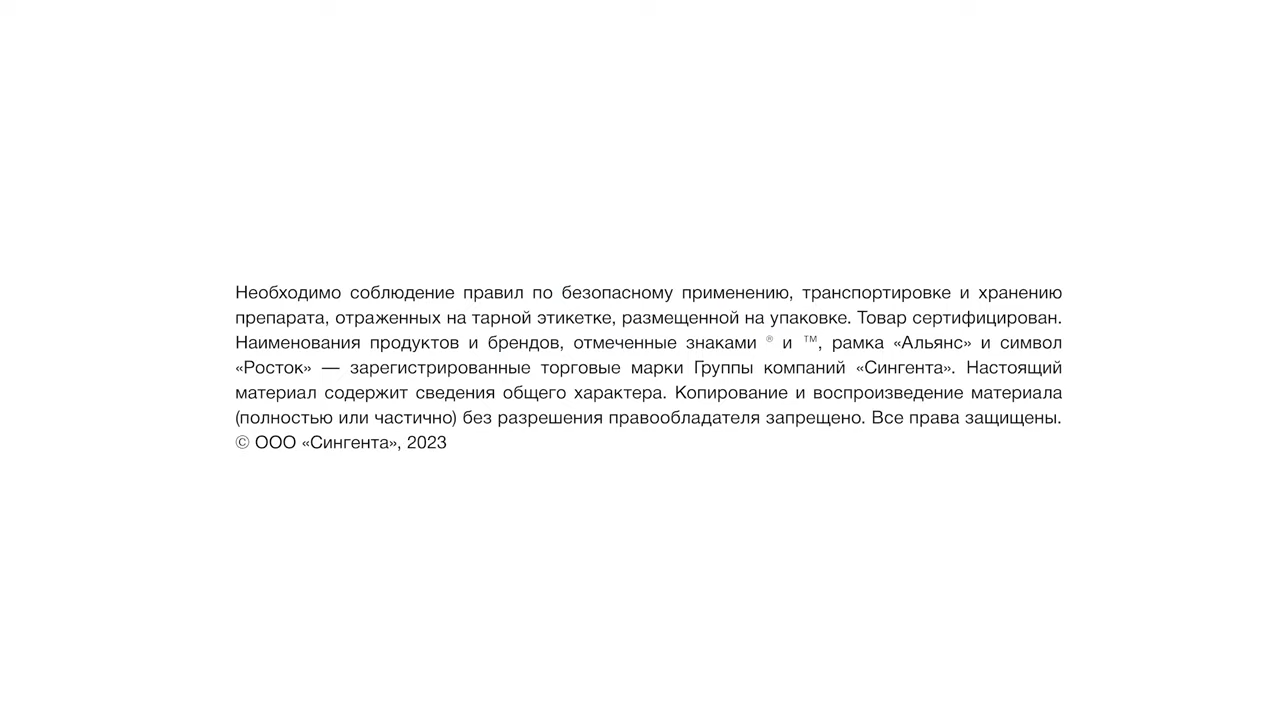 Необходимо соблюдение правил по безопасному применению, транспортировке и хранению
препарата, отраженных на тарной этикетке, размещенной на упаковке. Товар сертифицирован.
Наименования продуктов и брендов, отмеченные знаками ® и ™, рамка «Альянс» и символ
«Росток» — зарегистрированные торговые марки Группы компаний «Сингента». Настоящий
материал содержит сведения общего характера. Копирование и воспроизведение материала
(полностью или частично) без разрешения правообладателя запрещено. Все права защищены.
© ООО «Сингента», 2023